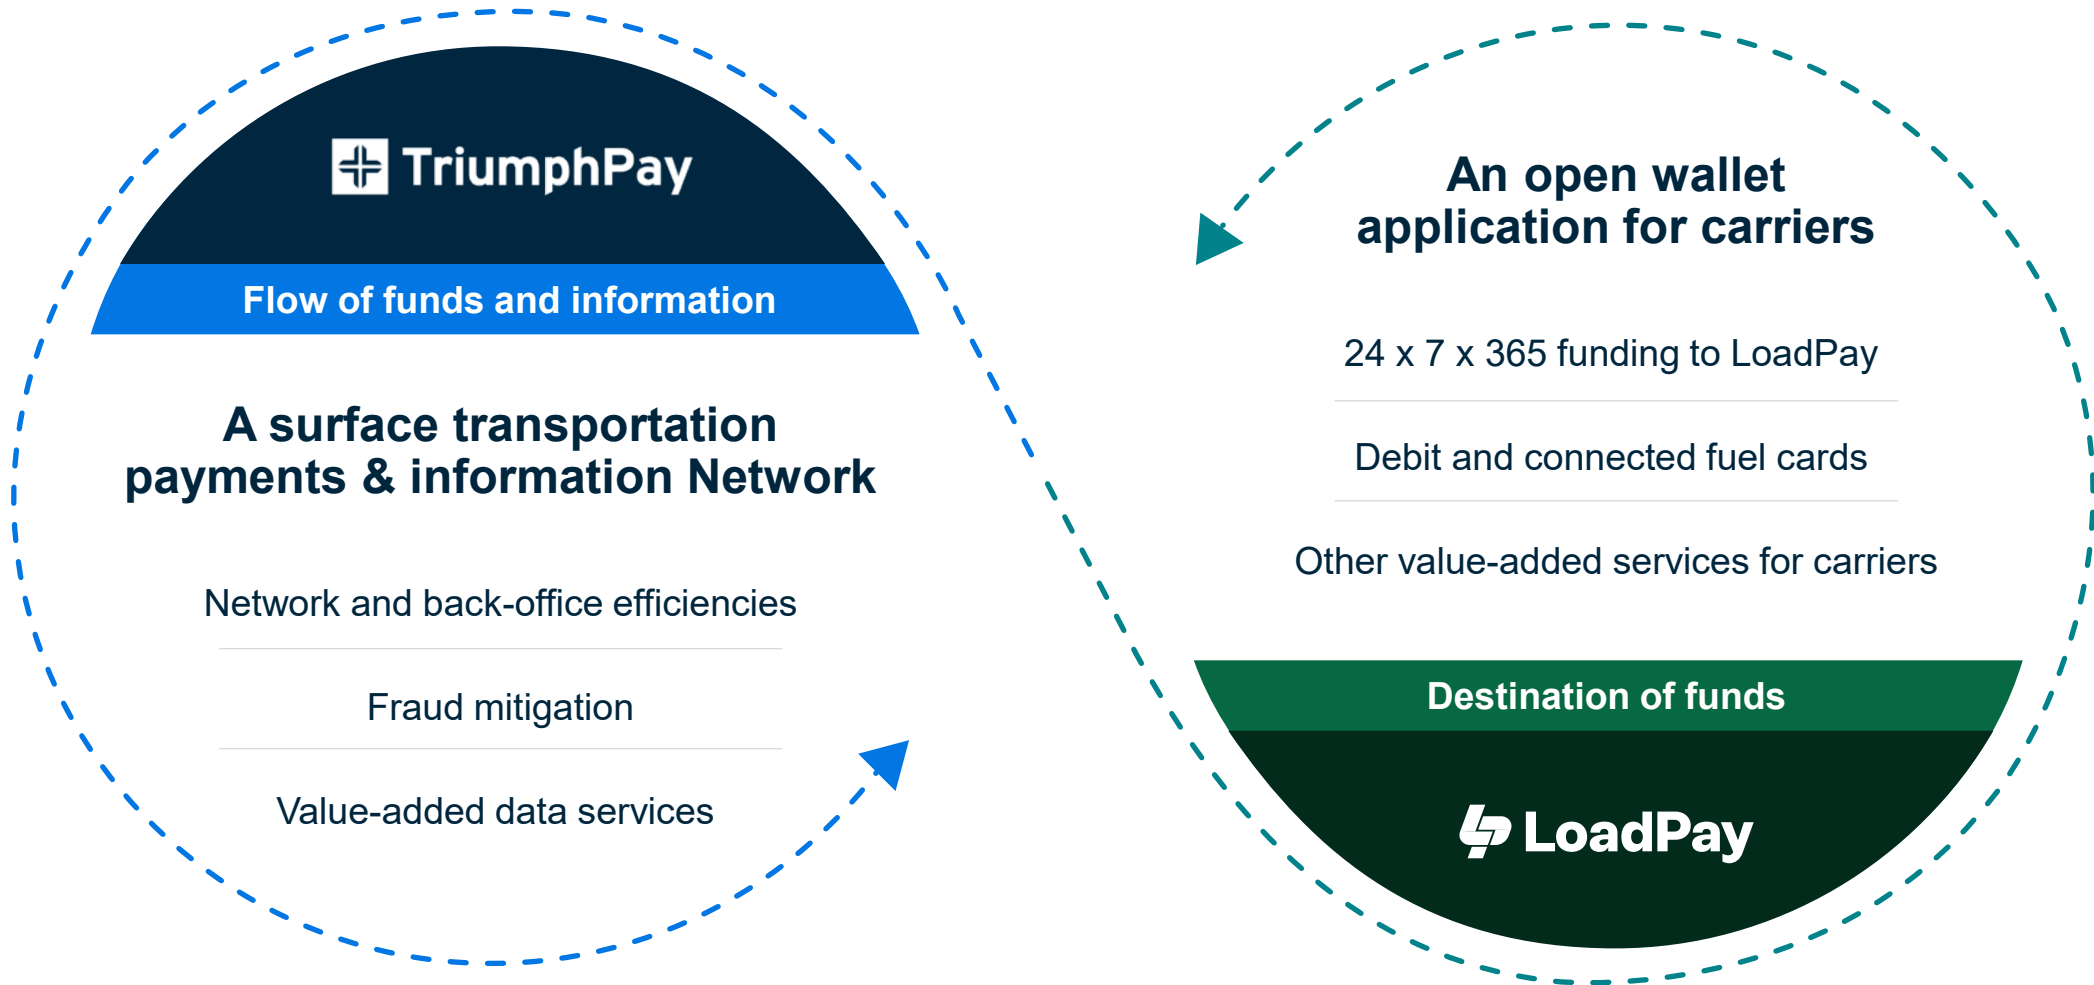 TriumphPay
Flow of funds and information
A surface transportation
payments & information Network
Network and back-office efficiencies
Fraud mitigation
Value-added data services
An open wallet
application for carriers
24 x 7 x 365 funding to LoadPay
Debit and connected fuel cards
Other value-added services for carriers
Destination of funds
LoadPay